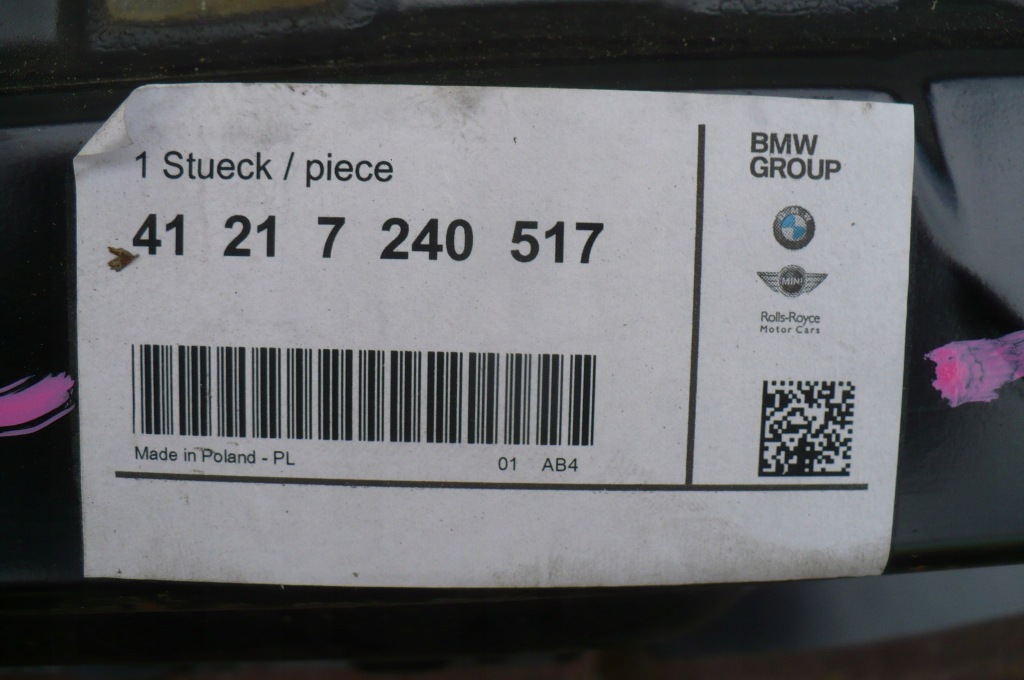 1 Stueck / piece
41 21 7 240 517
Made in Poland - PL
01 AB4
BMW
GROUP
BMW
MINI
Rolls-Royce
Motor Cars